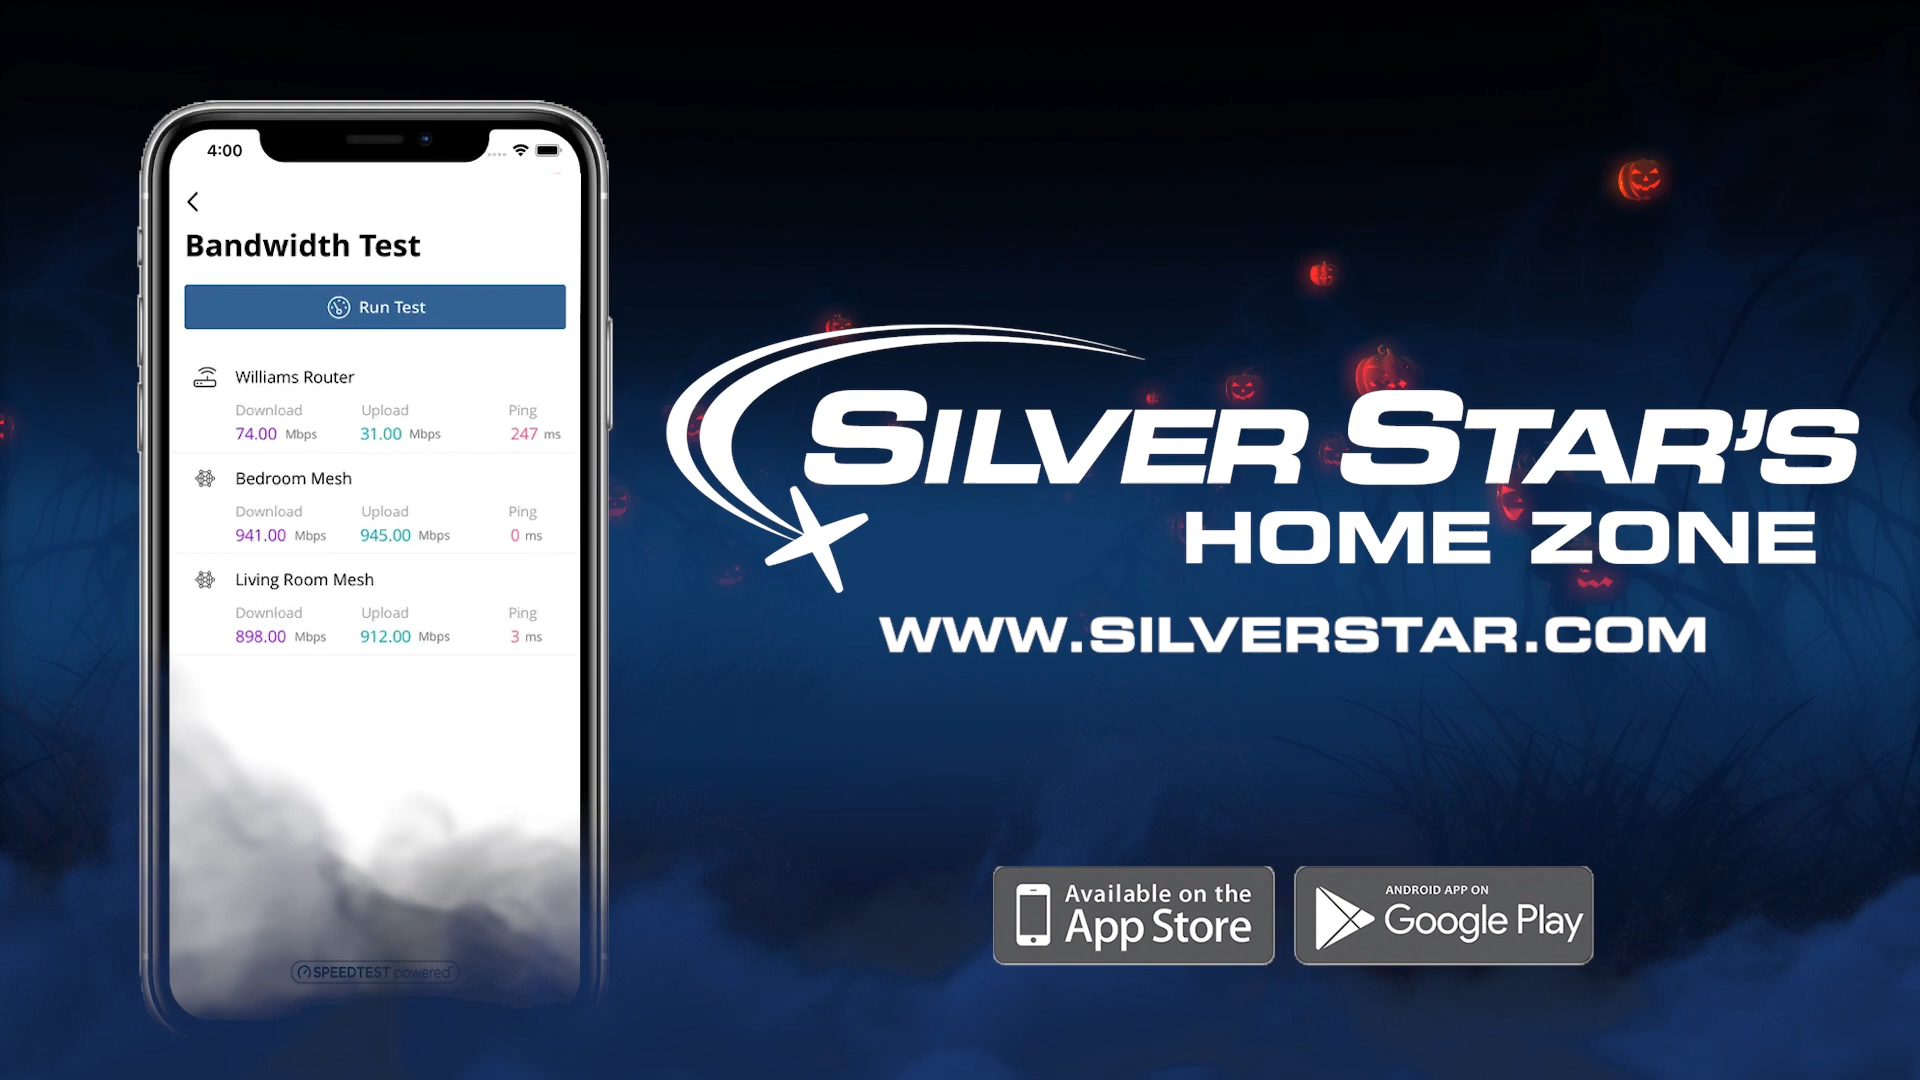 4:00
Bandwidth Test
Run Test
Williams Router
Download Upload Ping
74.00 Mbps 31.00 Mbps 247 ms
Bedroom Mesh
Download Upload Ping
941.00 Mbps 945.00 Mbps 0 ms
Living Room Mesh
Download Upload Ping
898.00 Mbps 912.00 Mbps 3 ms
SPEEDTEST powered
SILVER STAR'S
HOME ZONE
WWW.SILVERSTAR.COM
Available on the
App Store
ANDROID APP ON
Google Play